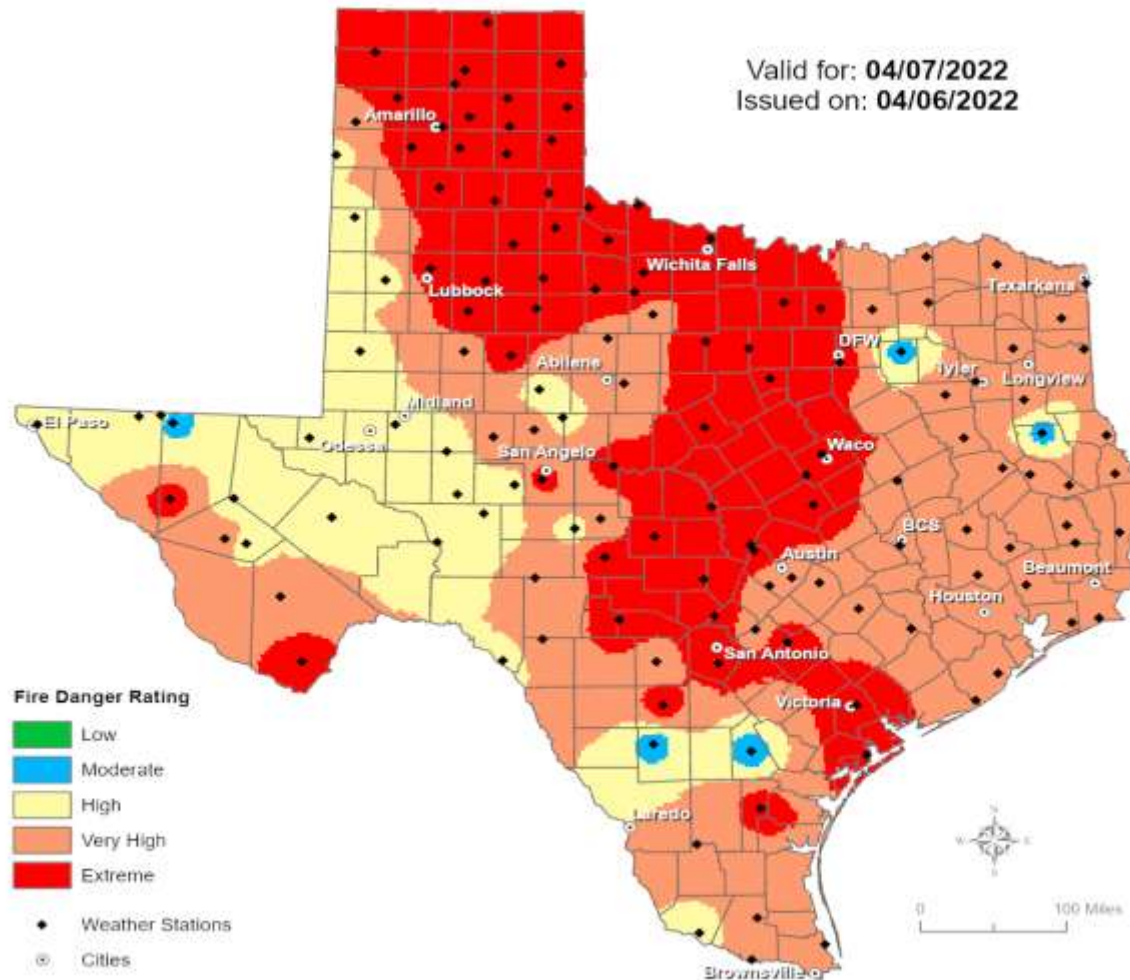 Valid for: 04/07/2022
Issued on: 04/06/2022
Amarillo
Wichita Falls
Lubbock
Texarkana
DFW
Abilene
Tyler
Longview
Midland
El Paso
Odessa
San Angelo
Waco
BCS
Austin
Beaumont
Houston
San Antonio
Victoria
Laredo
Brownsville
Fire Danger Rating
Low
Moderate
High
Very High
Extreme
Weather Stations
Cities
N
W
E
S
0
100 Miles